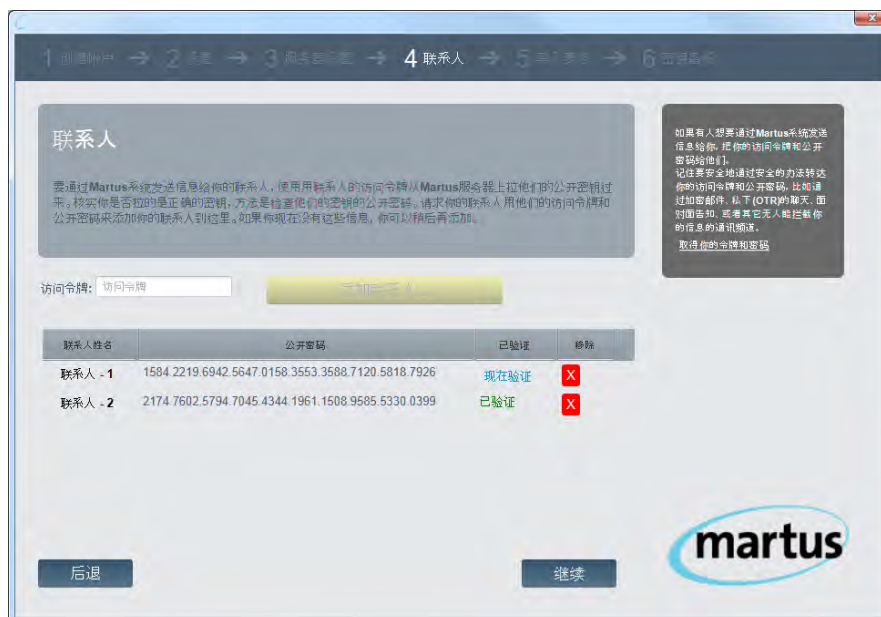 1
2
3
4 联系人
5
6
联系人
要通过Martus系统发送信息给你的联系人，使用用联系人的访问令牌从Martus服务器上拉他们的公开密钥过
来。核实你是否拉的是正确的密钥，方法是检查他们的密钥的公开密码。请求你的联系人用他们的访问令牌和
公开密码来添加你的联系人到这里。如果你现在没有这些信息，你可以稍后再添加。
如果有人想要通过Martus系统发送
信息给你，把你的访问令牌和公开
密码给他们。
记住要安全地通过安全的办法转达
你的访问令牌和公开密码，比如通
过加密邮件、私下(OTR)的聊天、面
对面告知，或者其它无人能拦截你
的信息的通讯频道。
取得你的令牌和密码
访问令牌: 访问令牌
联系人姓名 公开密码 已验证 移除
联系人 - 1 1584.2219.6942.5647.0158.3553.3588.7120.5818.7926 现在验证 X
联系人 - 2 2174.7602.5794.7045.4344.1961.1508.9585.5330.0399 已验证 X
后退 继续
martus